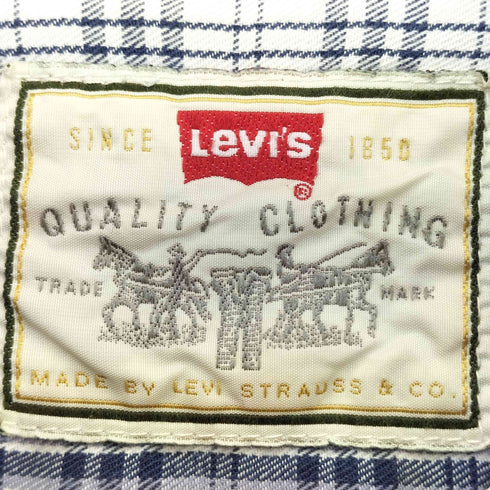 SINCE Levi's 1850
®
QUALITY CLOTHING
TRADE MARK
MADE BY LEVI STRAUSS & CO.